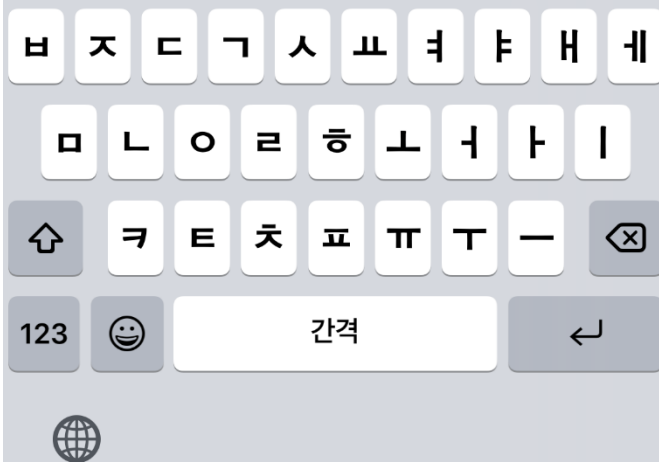 ㅂ ㅈ ㄷ ㄱ ㅅ ㅛ ㅕ ㅑ ㅐ ㅔ
ㅁ ㄴ ㅇ ㄹ ㅎ ㅗ ㅓ ㅏ ㅣ
ㅋ ㅌ ㅊ ㅍ ㅠ ㅜ ㅡ
123 간격